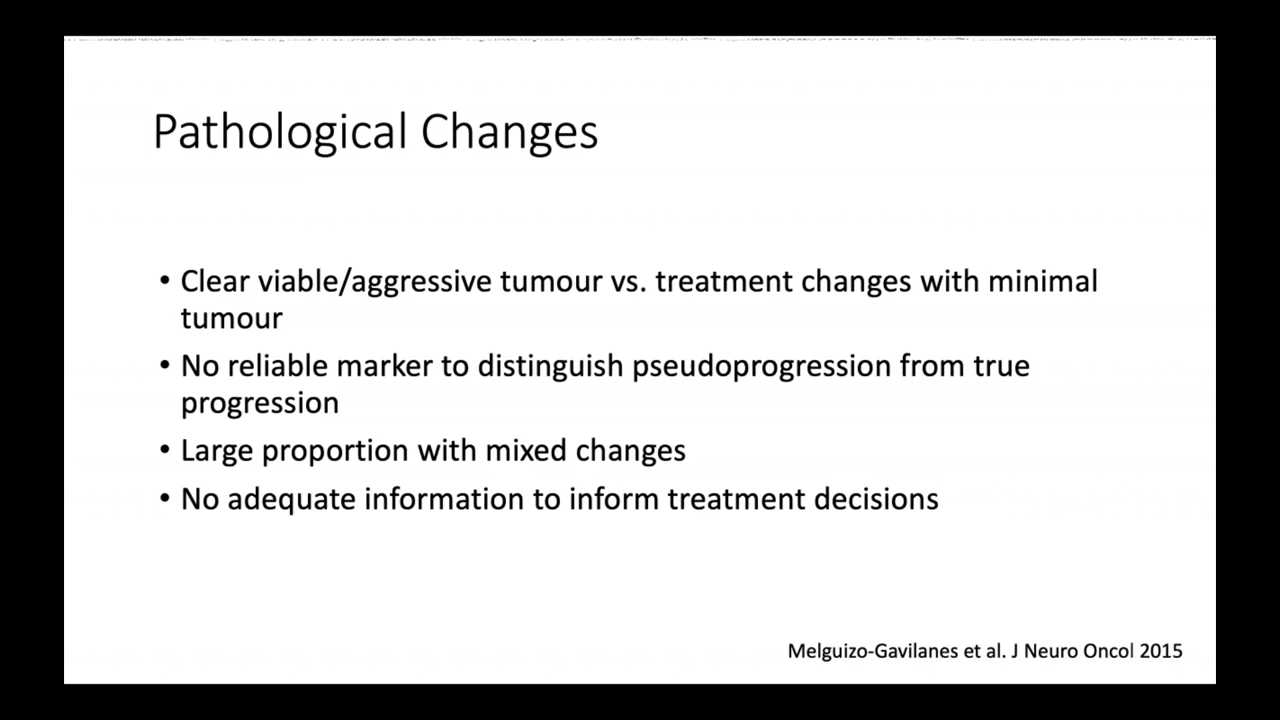 Pathological Changes
• Clear viable/aggressive tumour vs. treatment changes with minimal
tumour
• No reliable marker to distinguish pseudoprogression from true
progression
• Large proportion with mixed changes
• No adequate information to inform treatment decisions
Melguizo-Gavilanes et al. J Neuro Oncol 2015